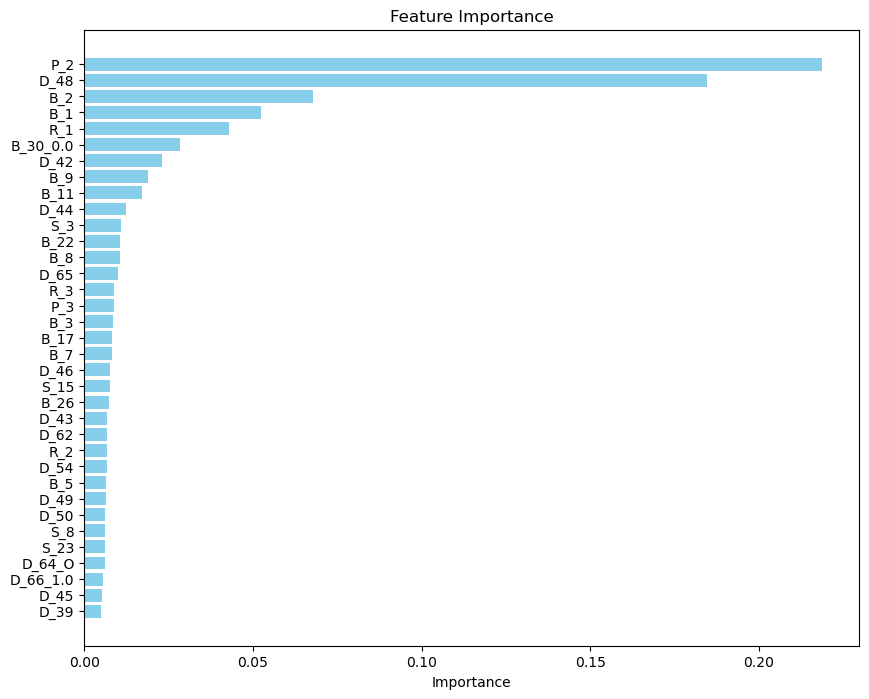 Feature Importance
P_2
D_48
B_2
B_1
R_1
B_30_0.0
D_42
B_9
B_11
D_44
S_3
B_22
B_8
D_65
R_3
P_3
B_3
B_17
B_7
D_46
S_15
B_26
D_43
D_62
R_2
D_54
B_5
D_49
D_50
S_8
S_23
D_64_O
D_66_1.0
D_45
D_39
0.00 0.05 0.10 0.15 0.20
Importance